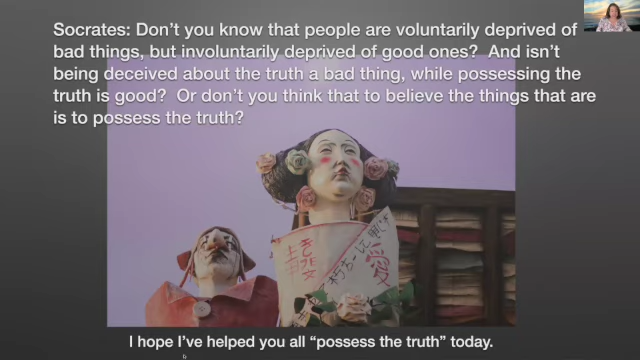 Socrates: Don't you know that people are voluntarily deprived of
bad things, but involuntarily deprived of good ones?  And isn't
being deceived about the truth a bad thing, while possessing the
truth is good?  Or don't you think that to believe the things that are
is to possess the truth?
愛
I hope I've helped you all "possess the truth" today.